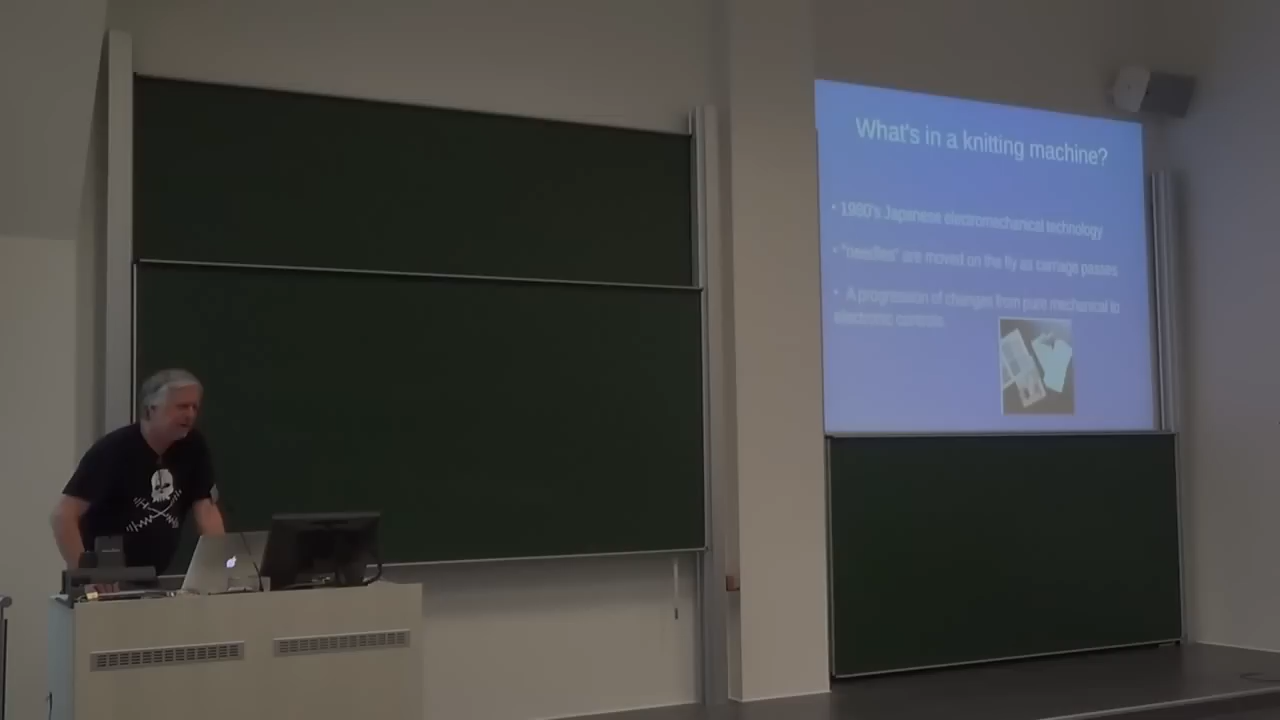 What's in a knitting machine?
• 1980's Japanese electromechanical technology
• "needles" are moved on the fly as carriage passes
• A progression of changes from pure mechanical to
electronic controls